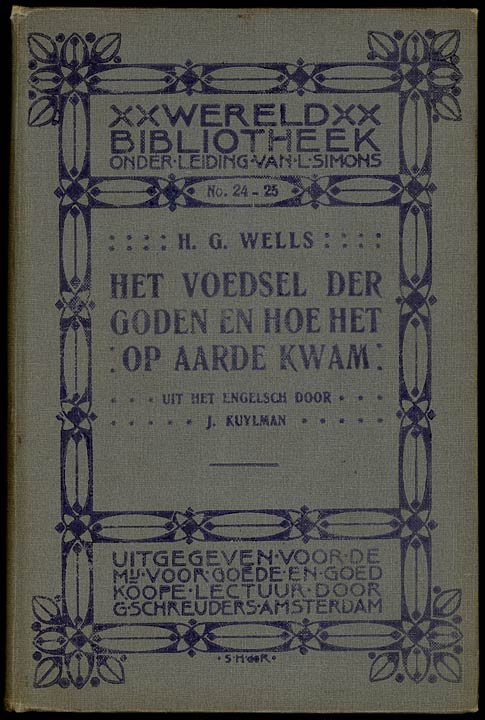 XXWERELDXX
BIBLIOTHEEK
ONDER·LEIDING·VAN·L·SIMONS
No. 24 - 25
: : : : H. G. WELLS : : : :
HET VOEDSEL DER
GODEN EN HOE HET
: OP AARDE KWAM :
• • • UIT HET ENGELSCH DOOR • • •
• • • • • J. KUYLMAN • • • • •
UITGEGEVEN·VOOR·DE
MIJ·VOOR·GOEDE·EN·GOED
KOOPE·LECTUUR·DOOR
G·SCHREUDERS·AMSTERDAM
·S·H·de·R·